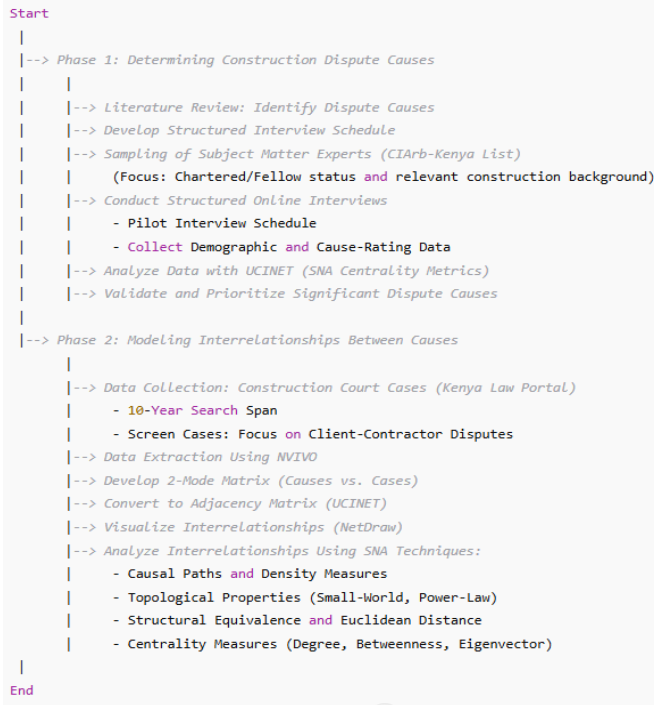 Start
|
|--> Phase 1: Determining Construction Dispute Causes
| |
| |--> Literature Review: Identify Dispute Causes
| |--> Develop Structured Interview Schedule
| |--> Sampling of Subject Matter Experts (CIArb-Kenya List)
| | (Focus: Chartered/Fellow status and relevant construction background)
| |--> Conduct Structured Online Interviews
| | - Pilot Interview Schedule
| | - Collect Demographic and Cause-Rating Data
| |--> Analyze Data with UCINET (SNA Centrality Metrics)
| |--> Validate and Prioritize Significant Dispute Causes
|
|--> Phase 2: Modeling Interrelationships Between Causes
|
|--> Data Collection: Construction Court Cases (Kenya Law Portal)
| - 10-Year Search Span
| - Screen Cases: Focus on Client-Contractor Disputes
|--> Data Extraction Using NVIVO
|--> Develop 2-Mode Matrix (Causes vs. Cases)
|--> Convert to Adjacency Matrix (UCINET)
|--> Visualize Interrelationships (NetDraw)
|--> Analyze Interrelationships Using SNA Techniques:
| - Causal Paths and Density Measures
| - Topological Properties (Small-World, Power-Law)
| - Structural Equivalence and Euclidean Distance
| - Centrality Measures (Degree, Betweenness, Eigenvector)
|
End